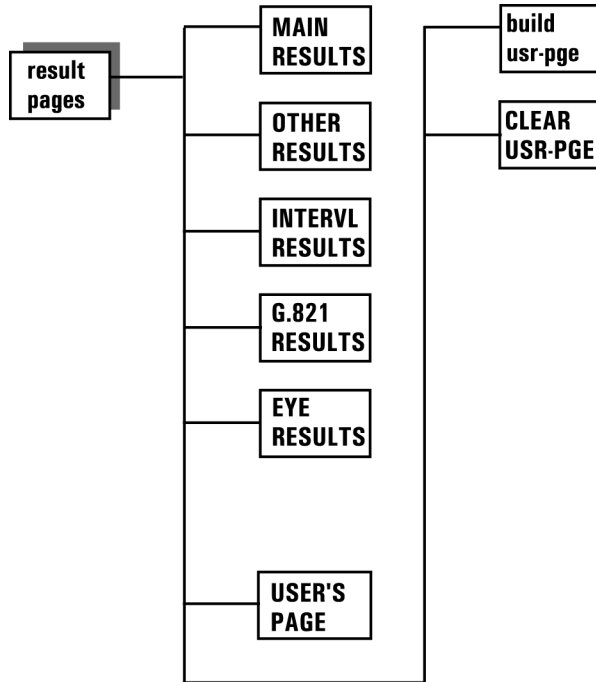 result
pages
MAIN
RESULTS
OTHER
RESULTS
INTERVL
RESULTS
G.821
RESULTS
EYE
RESULTS
USER'S
PAGE
build
usr-pge
CLEAR
USR-PGE